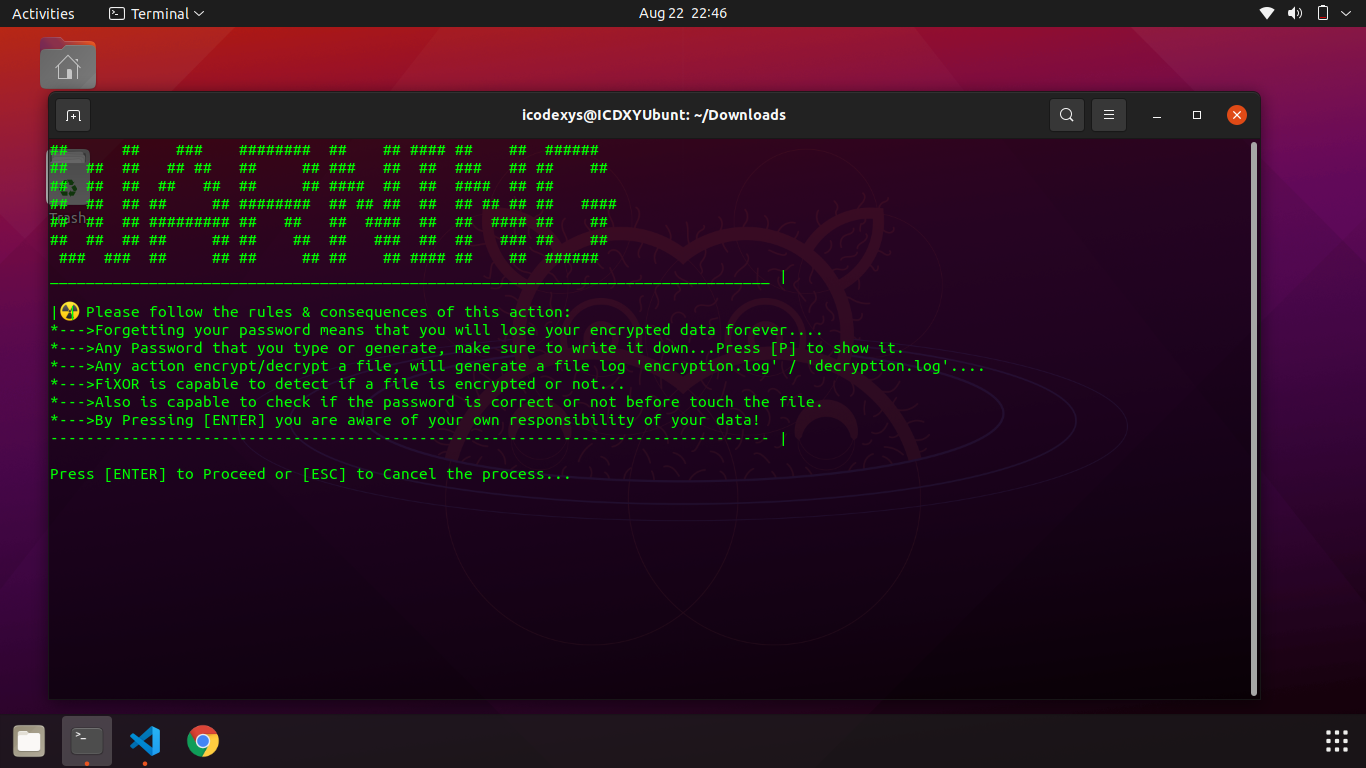 Activities
Terminal
Aug 22 22:46
icodexys@ICDXYUbunt: ~/Downloads
WARNING
Trash
|☢ Please follow the rules & consequences of this action:
*--->Forgetting your password means that you will lose your encrypted data forever....
*--->Any Password that you type or generate, make sure to write it down...Press [P] to show it.
*--->Any action encrypt/decrypt a file, will generate a file log 'encryption.log' / 'decryption.log'....
*--->FiXOR is capable to detect if a file is encrypted or not...
*--->Also is capable to check if the password is correct or not before touch the file.
*--->By Pressing [ENTER] you are aware of your own responsibility of your data!
-------------------------------------------------------------------------------- |
Press [ENTER] to Proceed or [ESC] to Cancel the process...